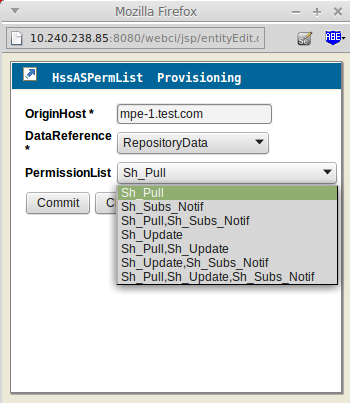 Mozilla Firefox
10.240.238.85:8080/webci/jsp/entityEdit.
ABE
HssASPermList Provisioning
OriginHost * mpe-1.test.com
DataReference * RepositoryData
PermissionList Sh_Pull
Commit C
Sh_Pull
Sh_Subs_Notif
Sh_Pull,Sh_Subs_Notif
Sh_Update
Sh_Pull,Sh_Update
Sh_Update,Sh_Subs_Notif
Sh_Pull,Sh_Update,Sh_Subs_Notif